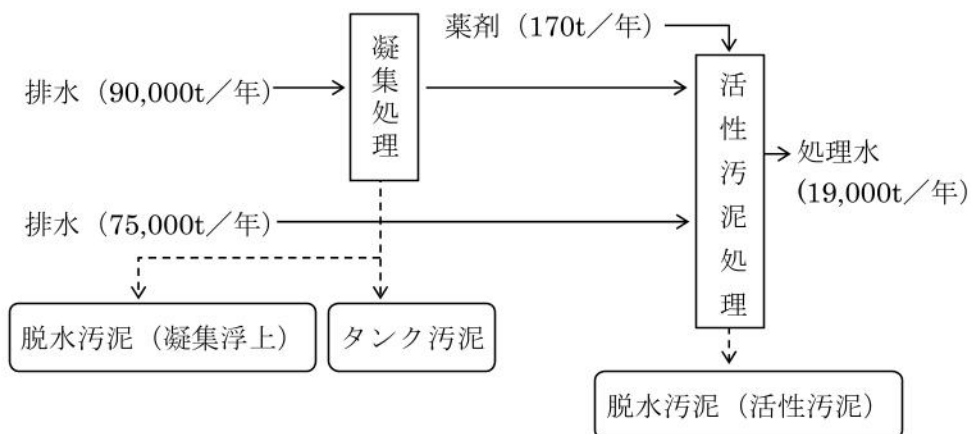 薬剤（170t／年）
凝集処理
排水（90,000t／年）
活性汚泥処理
処理水
(19,000t／年）
排水（75,000t／年）
脱水汚泥（凝集浮上）
タンク汚泥
脱水汚泥（活性汚泥）